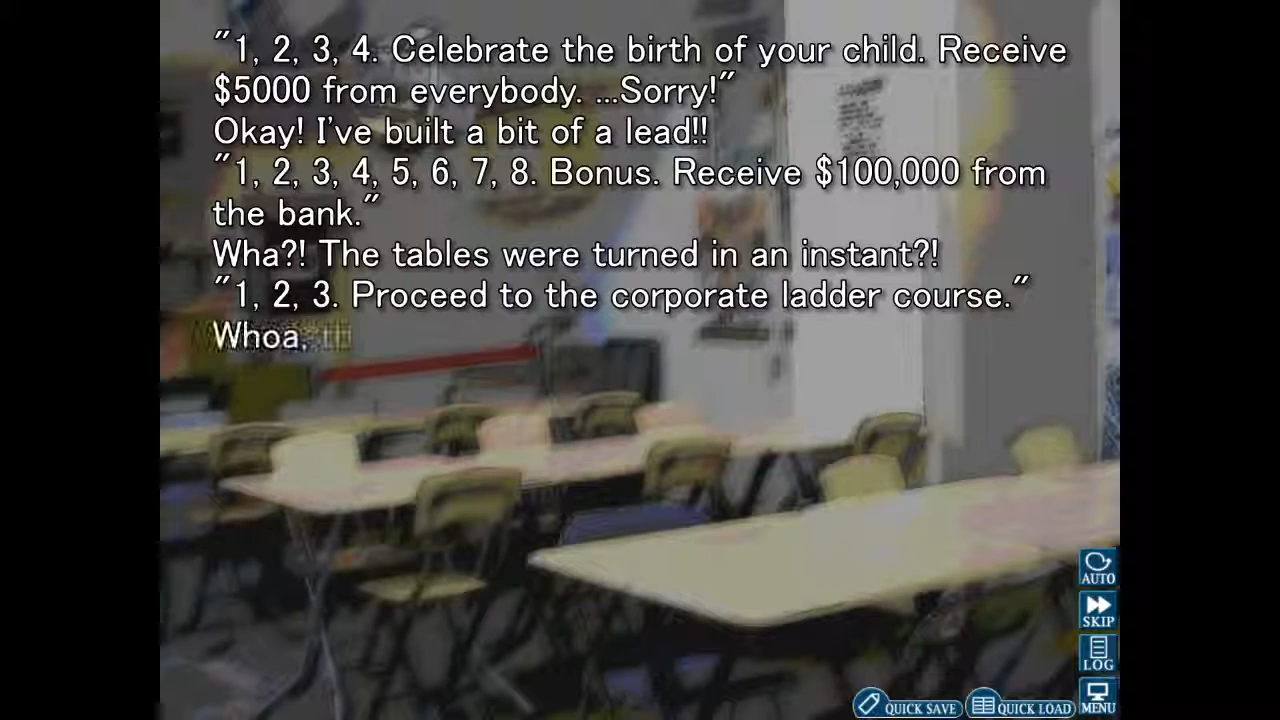 "1, 2, 3, 4. Celebrate the birth of your child. Receive
$5000 from everybody. ...Sorry!"
Okay! I've built a bit of a lead!!
"1, 2, 3, 4, 5, 6, 7, 8. Bonus. Receive $100,000 from
the bank."
Wha?! The tables were turned in an instant?!
"1, 2, 3. Proceed to the corporate ladder course."
Whoa,
AUTO
SKIP
LOG
MENU
QUICK SAVE
QUICK LOAD